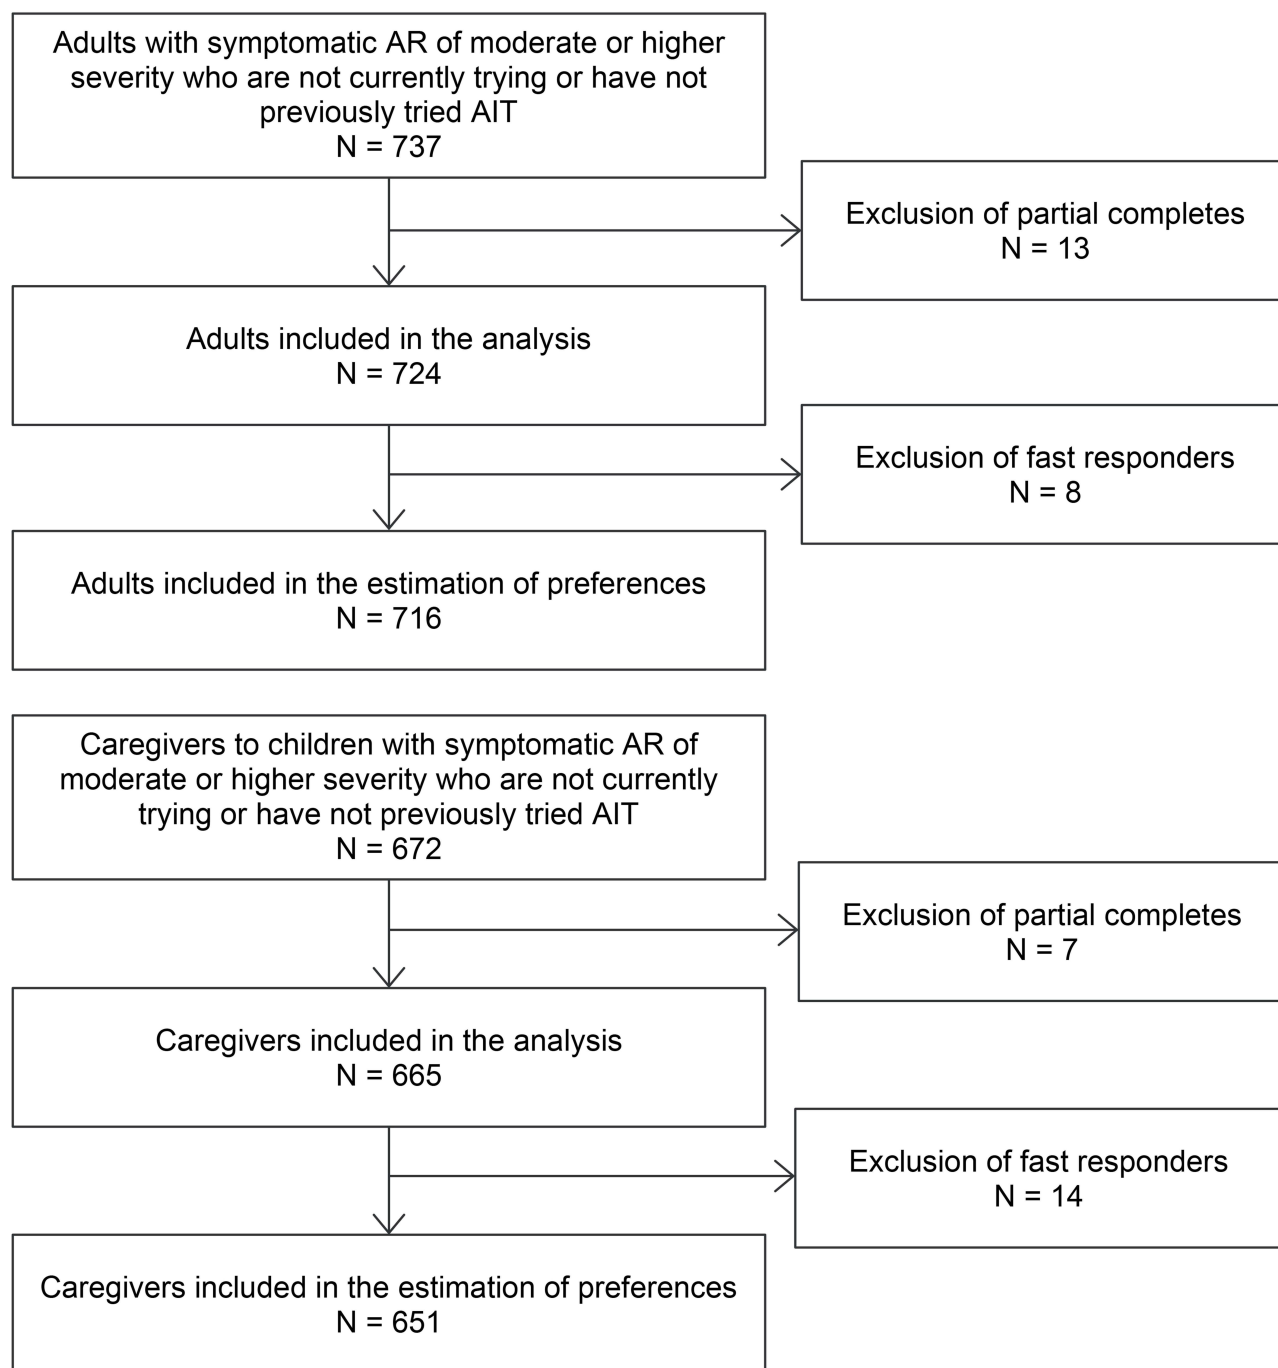 Adults with symptomatic AR of moderate or higher
severity who are not currently trying or have not
previously tried AIT
N = 737
Exclusion of partial completes
N = 13
Adults included in the analysis
N = 724
Exclusion of fast responders
N = 8
Adults included in the estimation of preferences
N = 716
Caregivers to children with symptomatic AR of
moderate or higher severity who are not currently
trying or have not previously tried AIT
N = 672
Exclusion of partial completes
N = 7
Caregivers included in the analysis
N = 665
Exclusion of fast responders
N = 14
Caregivers included in the estimation of preferences
N = 651